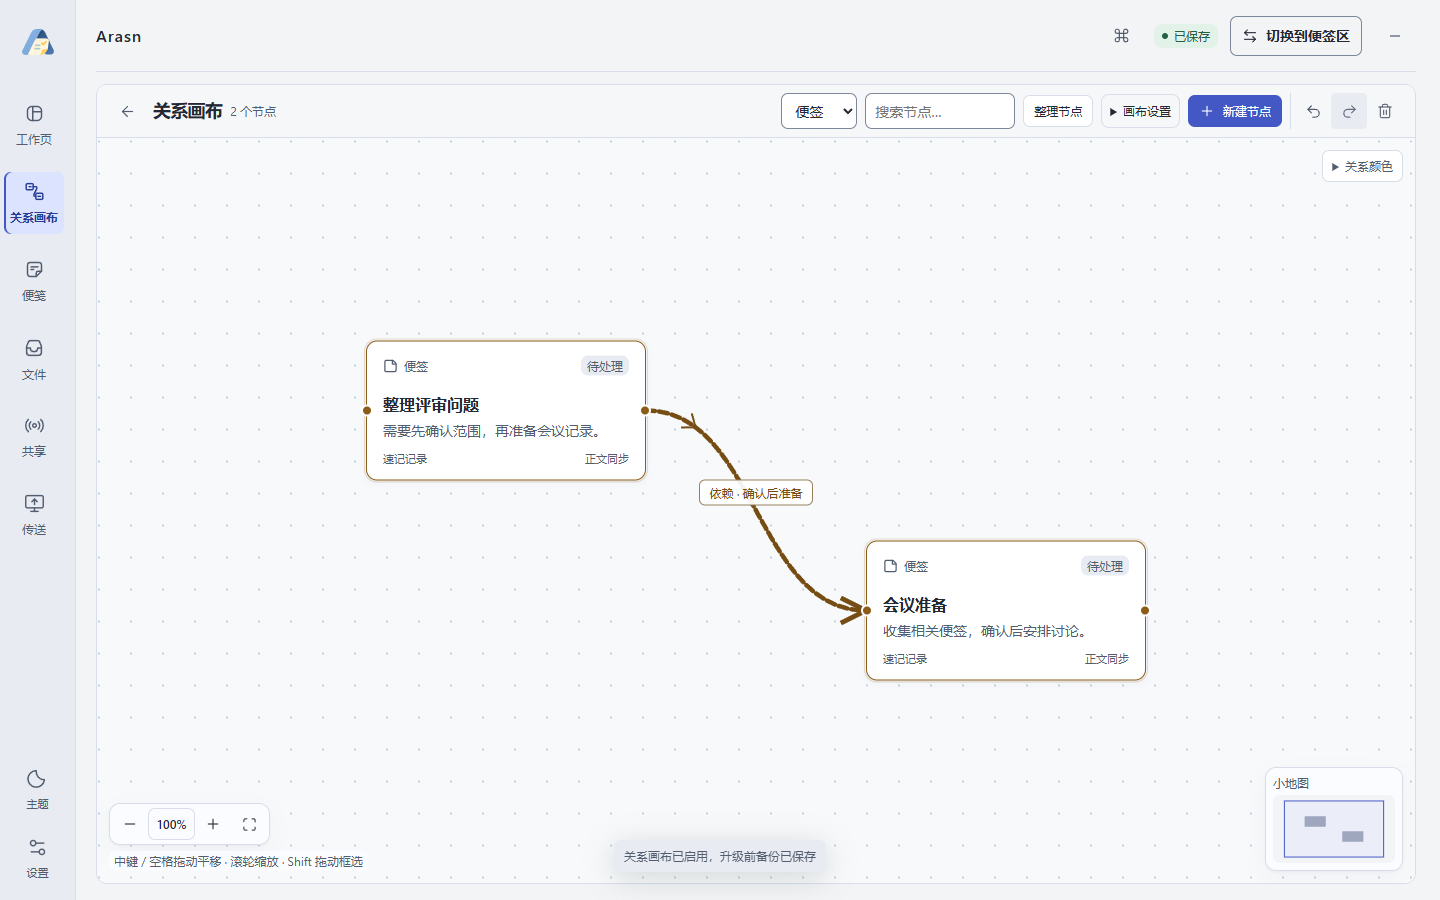 Arasn
已保存
切换到便签区
工作页
关系画布
便笺
文件
共享
传送
主题
设置
关系画布 2 个节点
便签
搜索节点...
整理节点
画布设置
新建节点
关系颜色
便签 待处理
整理评审问题
需要先确认范围，再准备会议记录。
速记记录 正文同步
依赖 · 确认后准备
便签 待处理
会议准备
收集相关便签，确认后安排讨论。
速记记录 正文同步
小地图
100%
中键 / 空格拖动平移 · 滚轮缩放 · Shift 拖动框选
关系画布已启用，升级前备份已保存